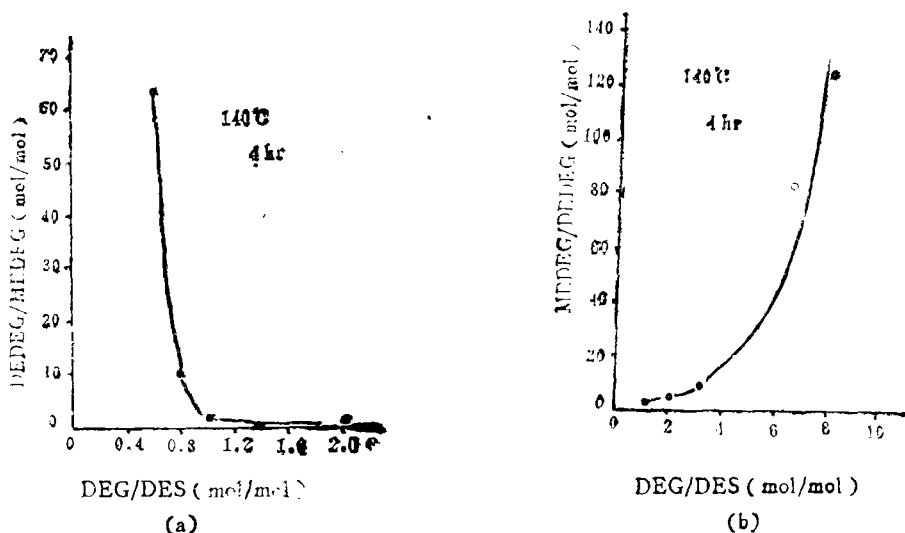 70
60
50
40
30
20
10
0
0 0.4 0.8 1.2 2.0
140℃
4 hr
DEDEG/MEDEG (mol/mol)
DEG/DES (mol/mol)
(a)
140
120
100
80
60
40
20
0
0 2 4 6 8 10
140℃
4 hr
MEDEG/DEDEG (mol/mol)
DEG/DES (mol/mol)
(b)